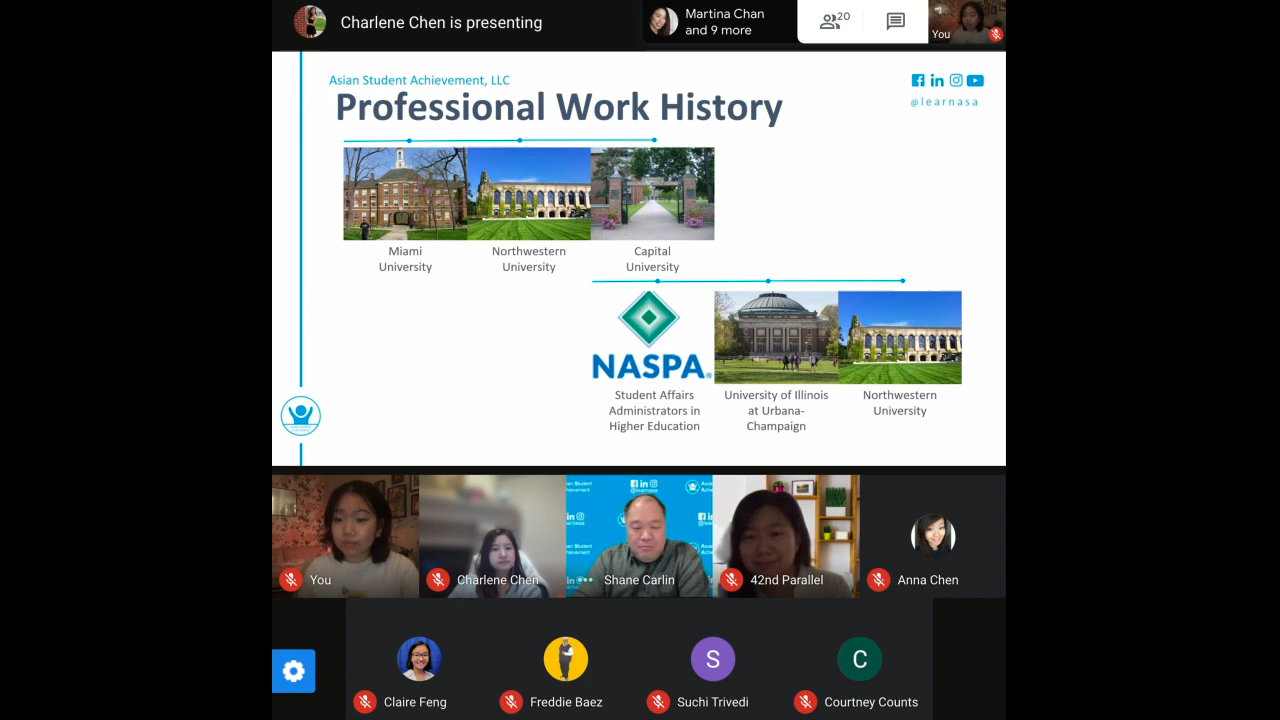 Charlene Chen is presenting
Martina Chan
and 9 more
20
You
Asian Student Achievement, LLC
Professional Work History
@learnasa
Miami
University
Northwestern
University
Capital
University
NASPA®
Student Affairs
Administrators in
Higher Education
University of Illinois
at Urbana-
Champaign
Northwestern
University
You
Charlene Chen
Shane Carlin
42nd Parallel
Anna Chen
Claire Feng
Freddie Baez
S
Suchi Trivedi
C
Courtney Counts